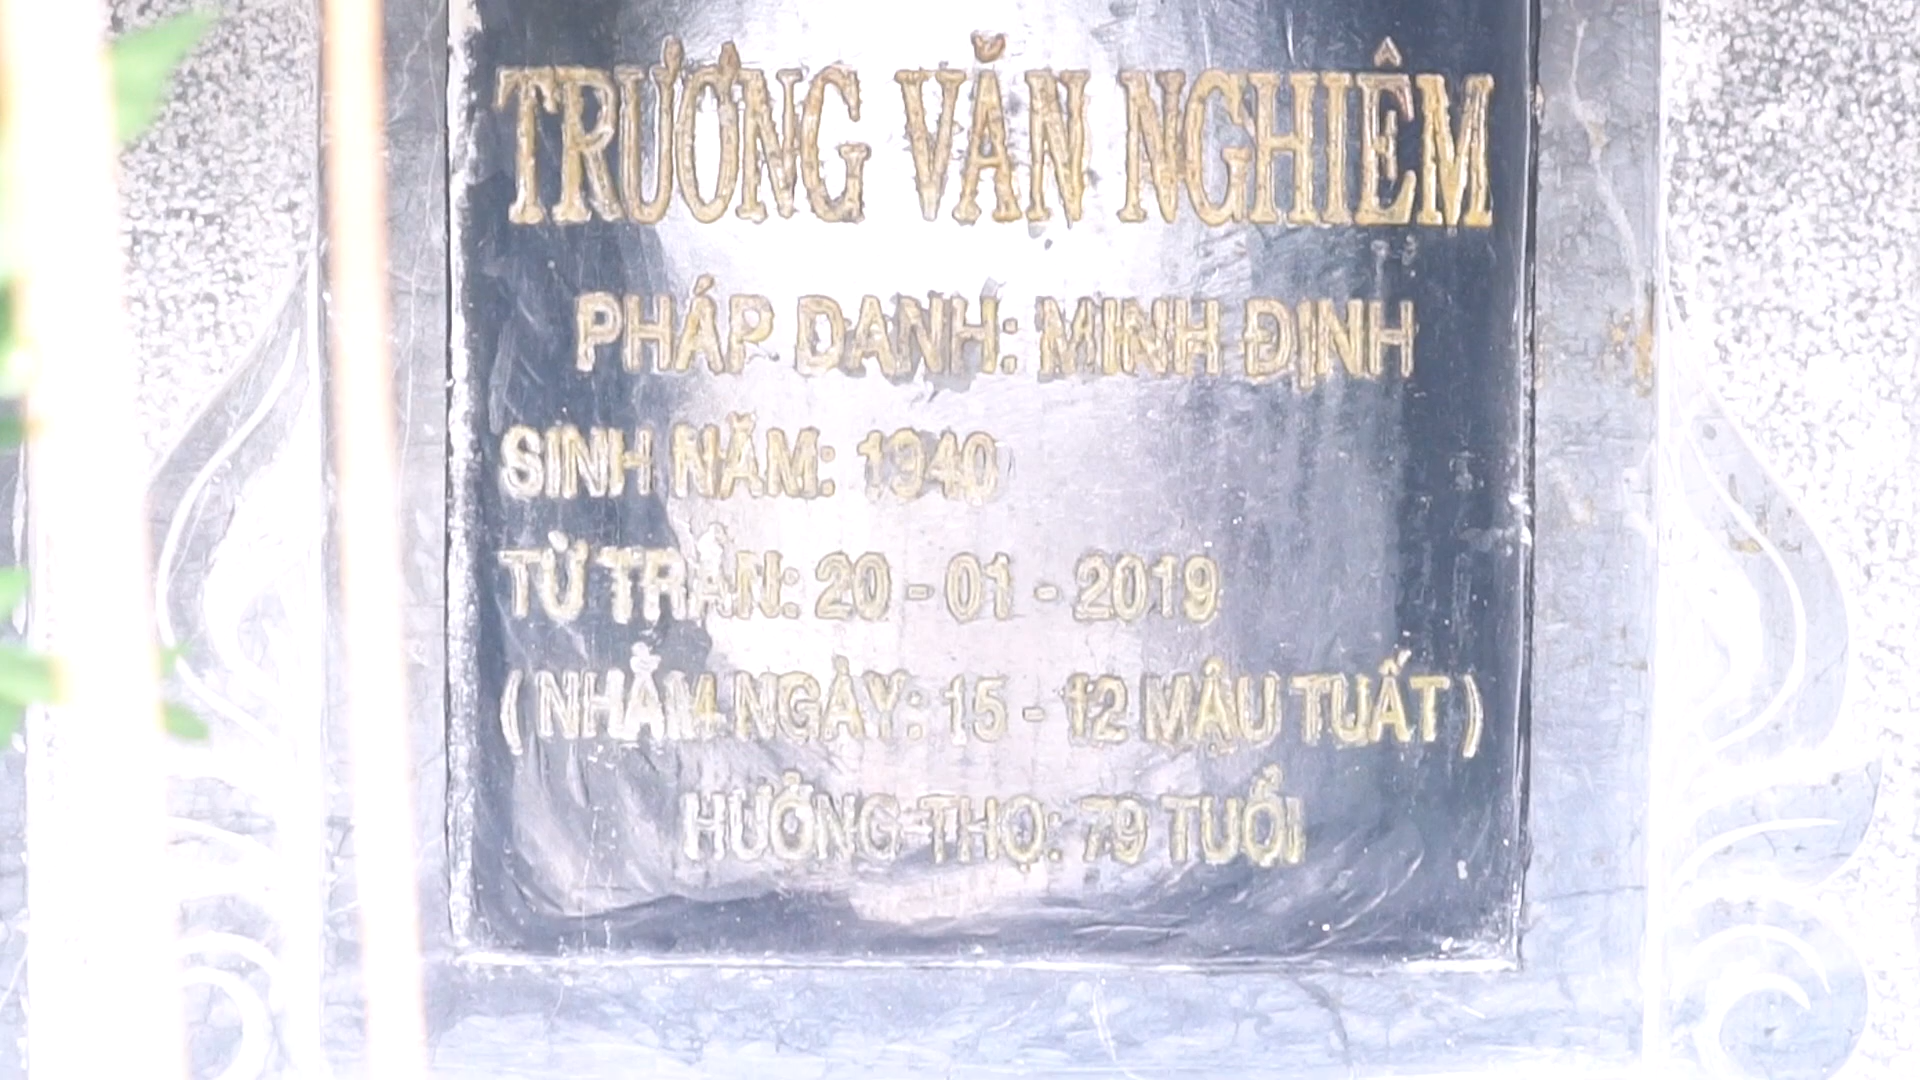 TRƯƠNG VĂN NGHIÊM
PHÁP DANH: MINH ĐỊNH
SINH NĂM: 1940
TỪ TRẦN: 20 - 01 - 2019
( NHẰM NGÀY: 15 - 12 MẬU TUẤT )
HƯỞNG THỌ: 79 TUỔI